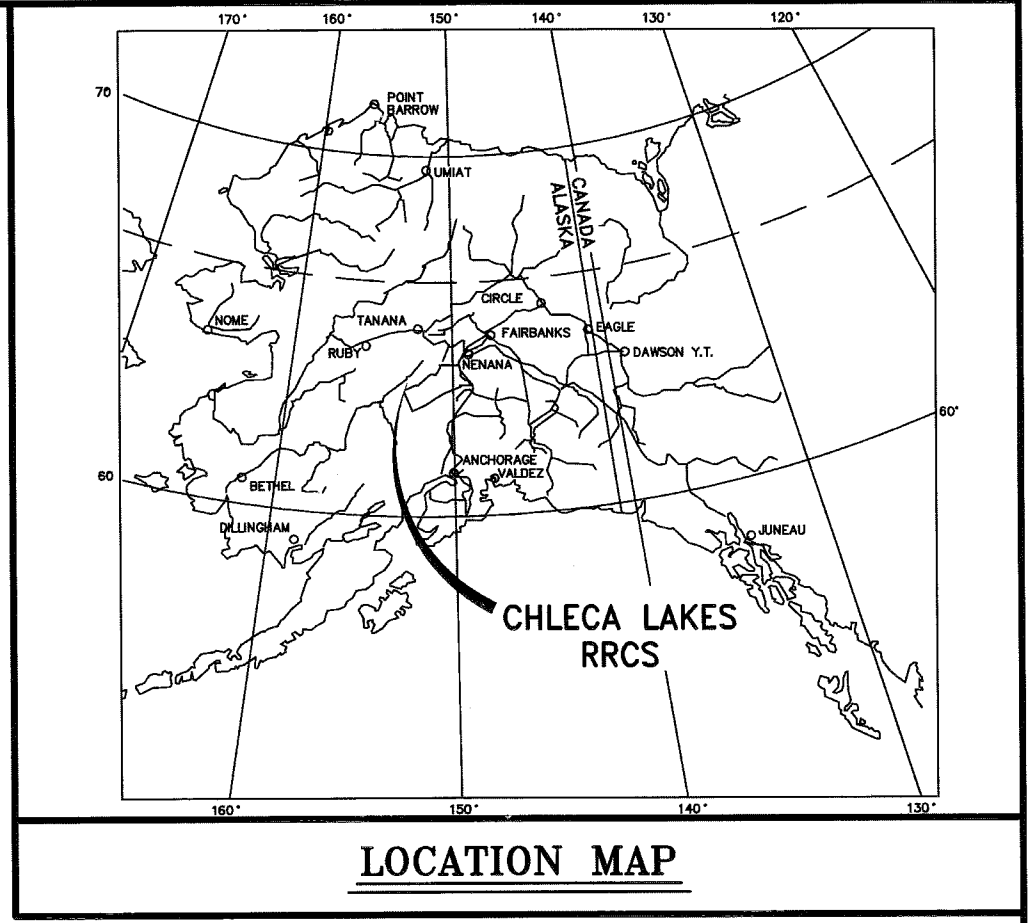 170°
160°
150°
140°
130°
120°
70
POINT
BARROW
UMIAT
CANADA
ALASKA
CIRCLE
NOME
TANANA
FAIRBANKS
EAGLE
RUBY
NENANA
DAWSON Y.T.
60°
ANCHORAGE
VALDEZ
60
BETHEL
DILLINGHAM
JUNEAU
CHLECA LAKES
RRCS
160°
150°
140°
130°
LOCATION MAP